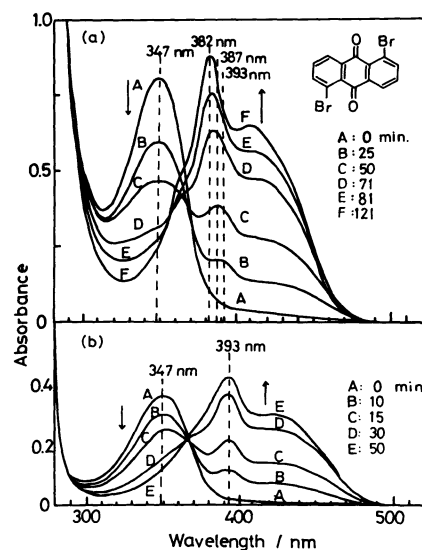 1.0
(a)
347 nm
382 nm
387 nm
393 nm
Br
O
O
Br
A
B
C
D
E
F
F
E
D
C
B
A
A: 0 min.
B: 25
C: 50
D: 71
E: 81
F: 121
0.5
0
Absorbance
(b)
347 nm
393 nm
A
B
C
D
E
E
D
C
B
A
A: 0 min
B: 10
C: 15
D: 30
E: 50
0.4
0.2
0
300
400
500
Wavelength / nm